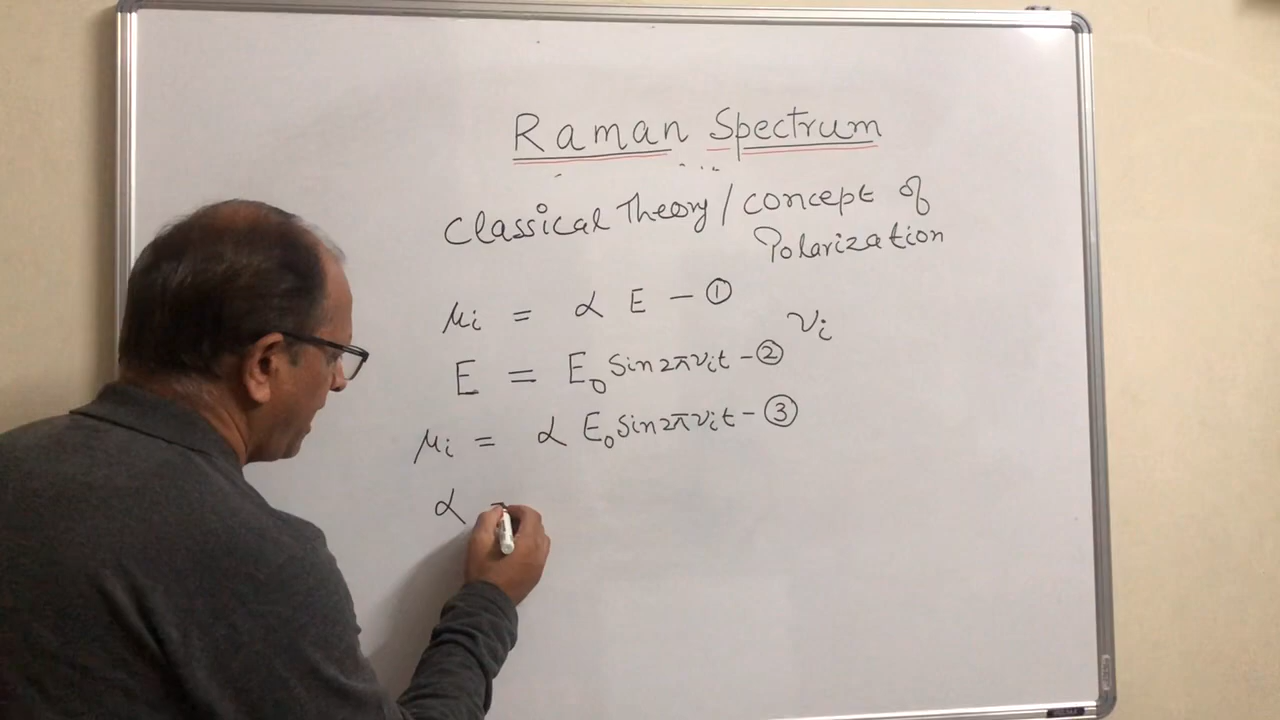 Raman Spectrum
Classical Theory / concept of
Polarization
μi = α E — ①
νi
E = E₀ Sin2πνit — ②
μi = α E₀ sin2πνit — ③
α